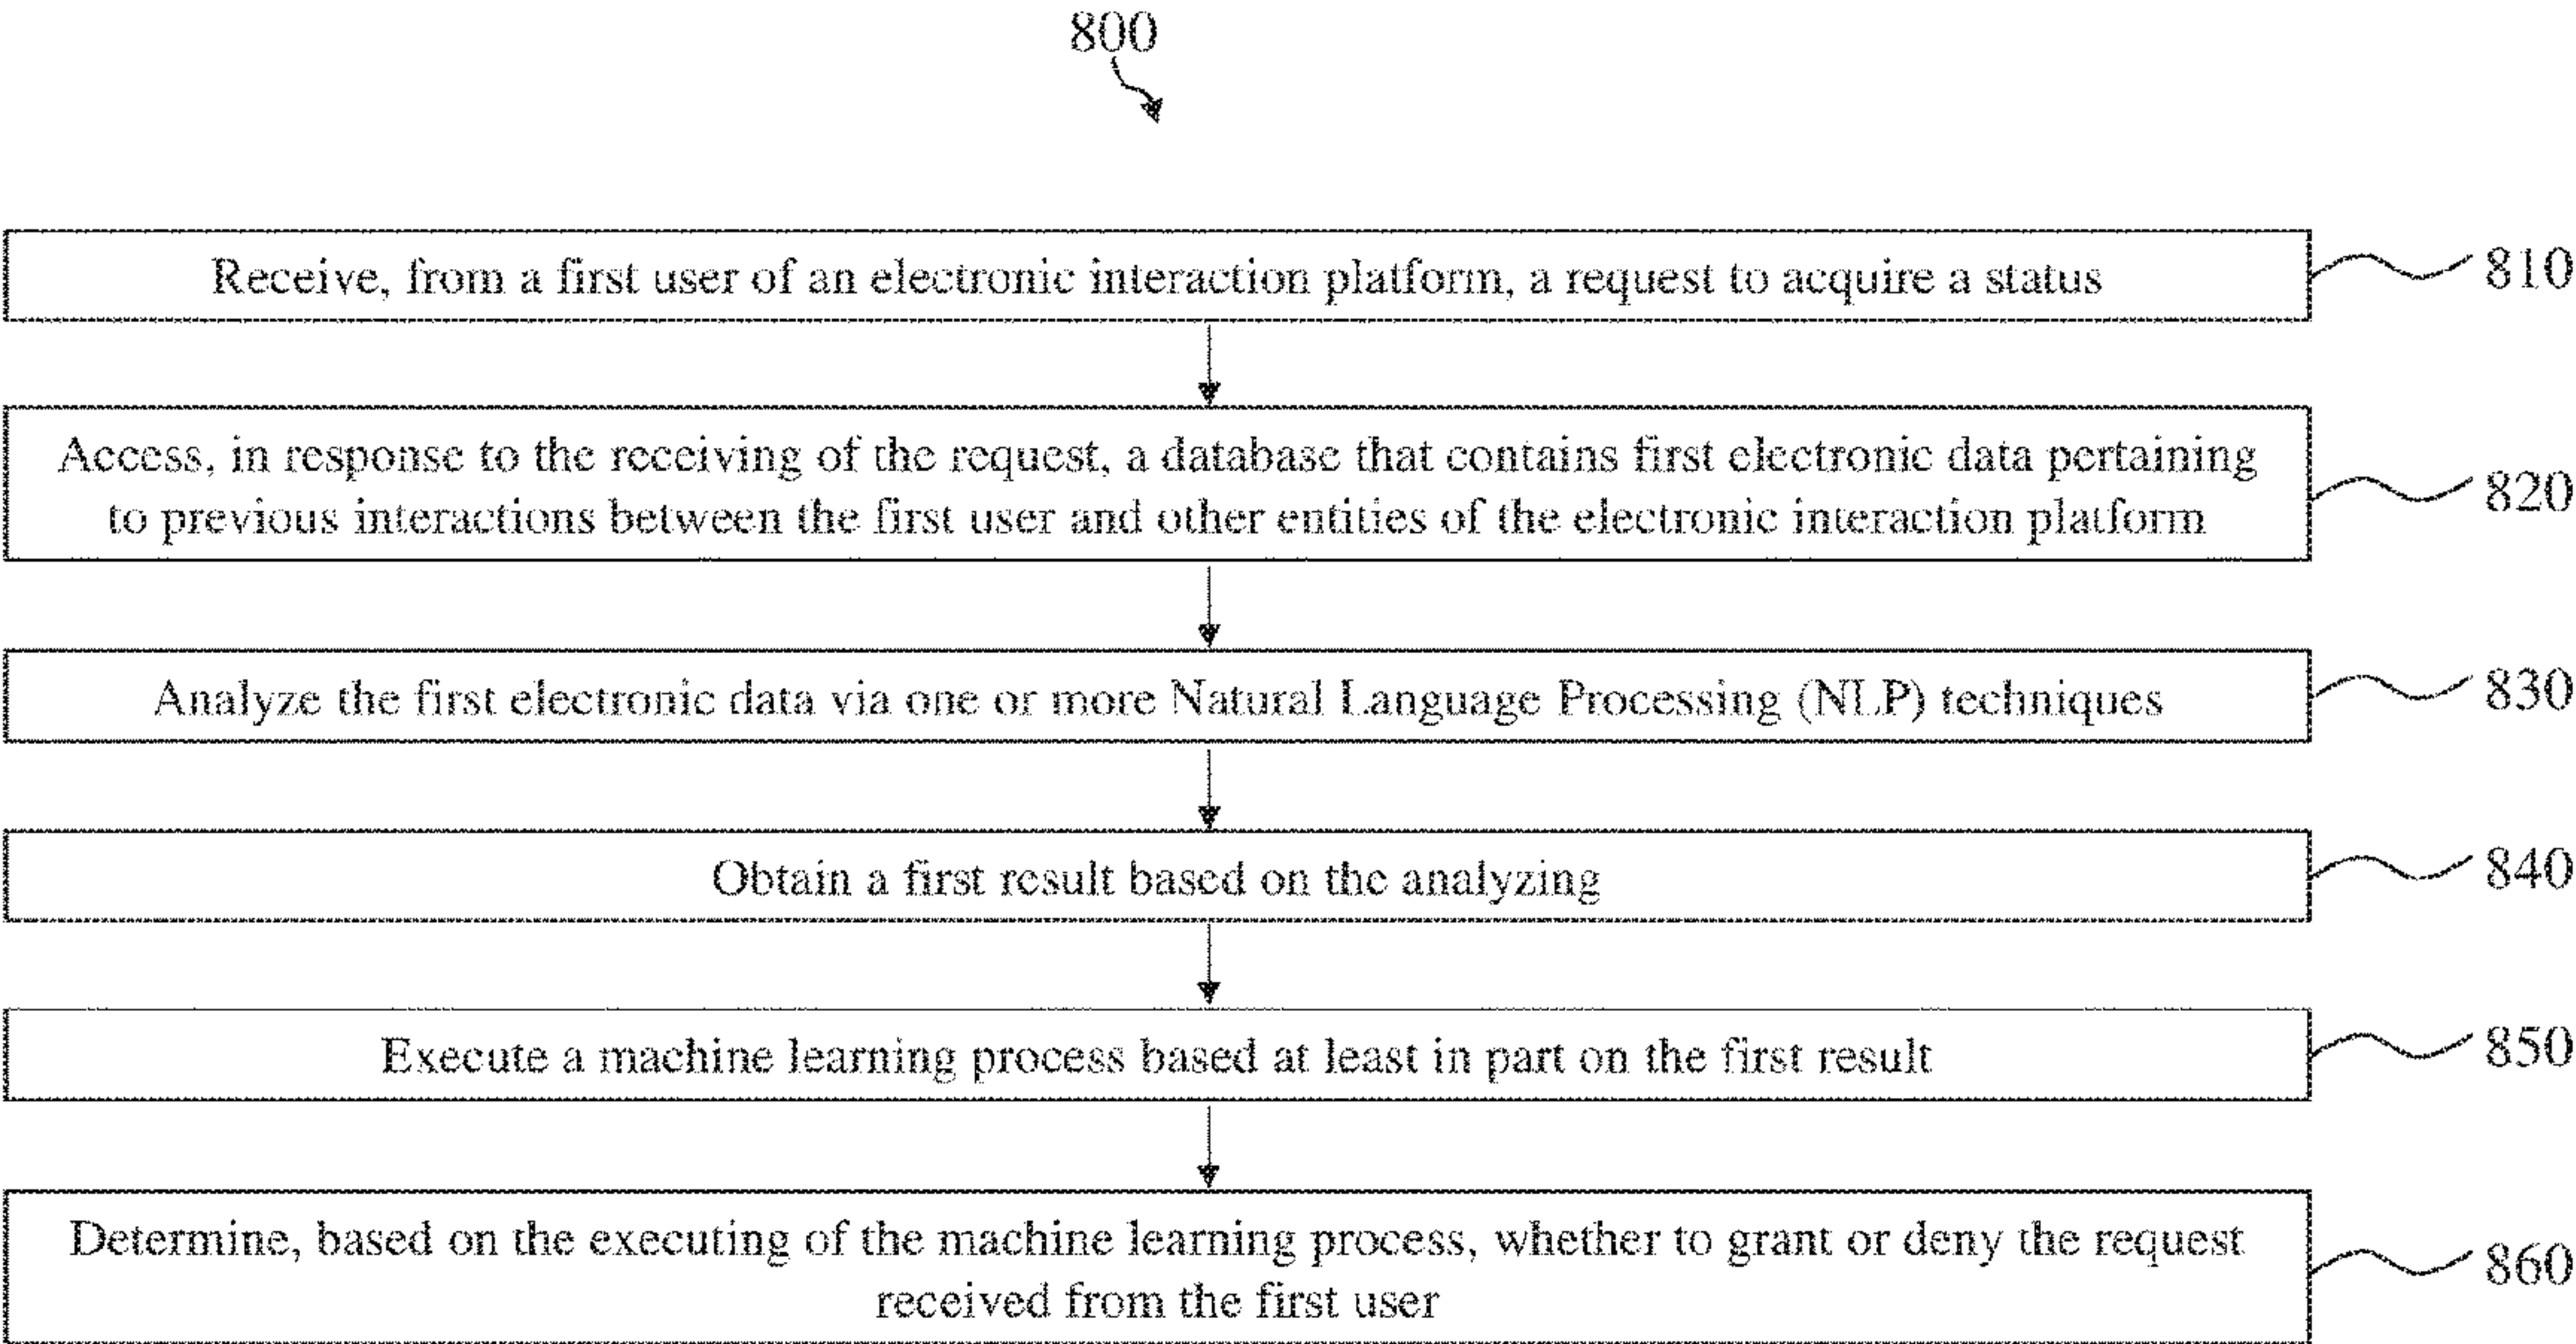 800
Receive, from a first user of an electronic interaction platform, a request to acquire a status
810
Access, in response to the receiving of the request, a database that contains first electronic data pertaining
to previous interactions between the first user and other entities of the electronic interaction platform
820
Analyze the first electronic data via one or more Natural Language Processing (NLP) techniques
830
Obtain a first result based on the analyzing
840
Execute a machine learning process based at least in part on the first result
850
Determine, based on the executing of the machine learning process, whether to grant or deny the request
received from the first user
860